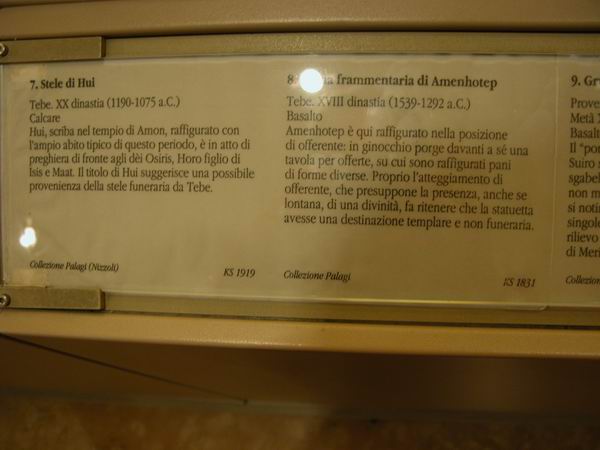 7. Stele di Hui
Tebe. XX dinastia (1190-1075 a.C.)
Calcare
Hui, scriba nel tempio di Amon, raffigurato con
l'ampio abito tipico di questo periodo, è in atto di
preghiera di fronte agli dèi Osiris, Horo figlio di
Isis e Maat. Il titolo di Hui suggerisce una possibile
provenienza della stele funeraria da Tebe.
Collezione Palagi (Nizzoli)
KS 1919
8. frammentaria di Amenhotep
Tebe. XVIII dinastia (1539-1292 a.C.)
Basalto
Amenhotep è qui raffigurato nella posizione
di offerente: in ginocchio porge davanti a sé una
tavola per offerte, su cui sono raffigurati pani
di forme diverse. Proprio l'atteggiamento di
offerente, che presuppone la presenza, anche se
lontana, di una divinità, fa ritenere che la statuetta
avesse una destinazione templare e non funeraria.
Collezione Palagi
KS 1831
9.
Prove
Metà X
Basalt
Il "po
Suiro s
sgabel
non m
si noti
singol
rilievo
di Meri
Collezio